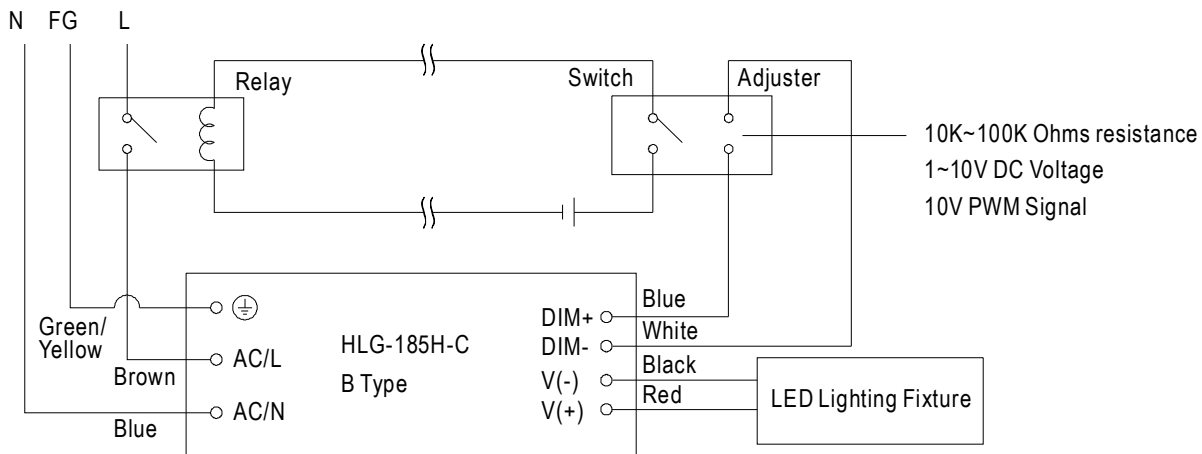 N FG L
Relay
Switch
Adjuster
10K~100K Ohms resistance
1~10V DC Voltage
10V PWM Signal
Green/
Yellow
Brown
Blue
AC/L
AC/N
HLG-185H-C
B Type
DIM+
DIM-
V(-)
V(+)
Blue
White
Black
Red
LED Lighting Fixture